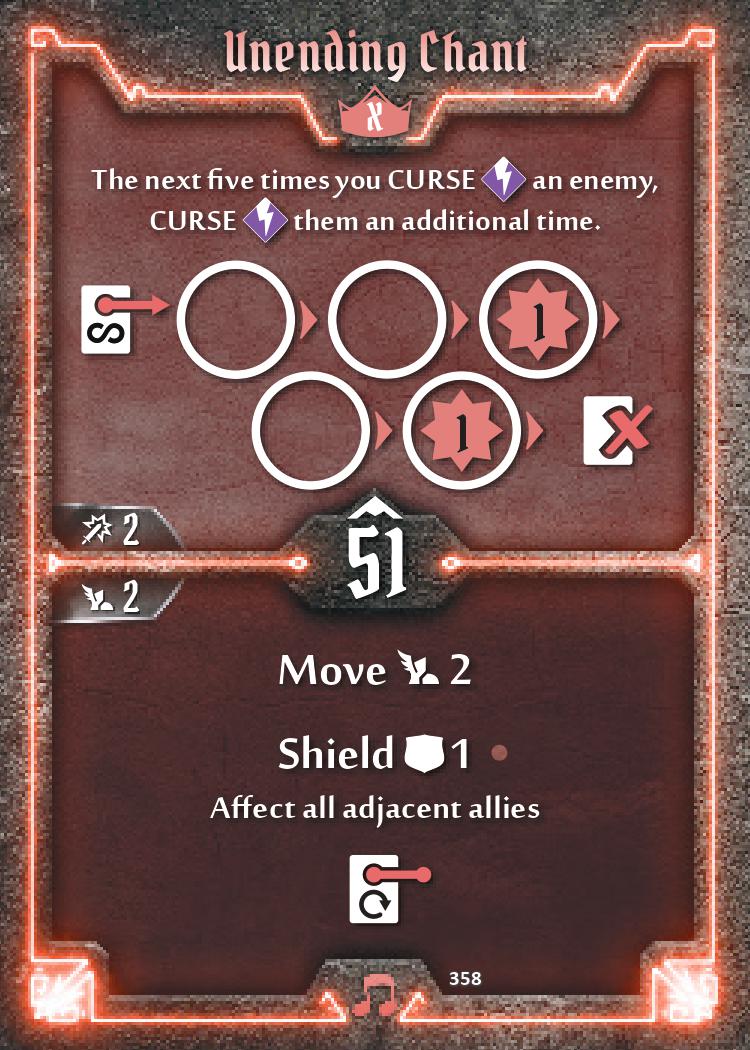 Unending Chant
X
The next five times you CURSE an enemy,
CURSE them an additional time.
1
1
2
51
2
Move 2
Shield 1
Affect all adjacent allies
358